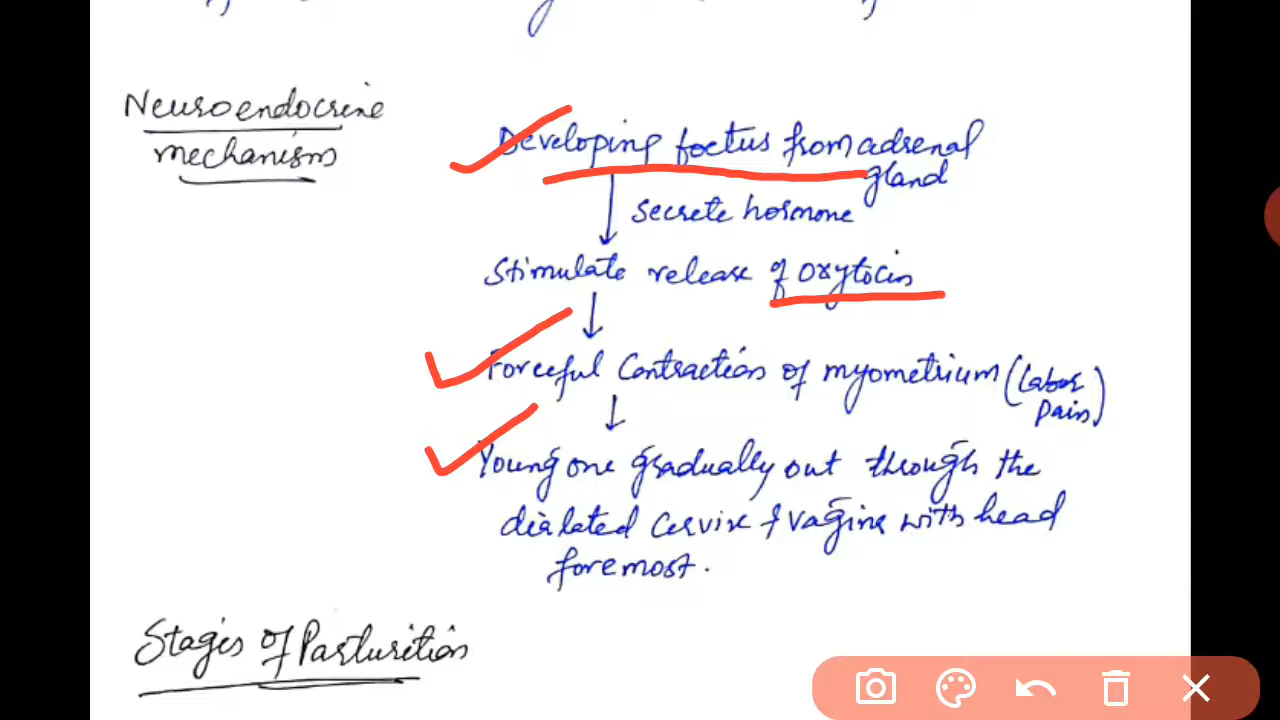 Neuroendocrine
mechanism
Developing foetus from adrenal
gland
secrete hormone
Stimulate release of oxytocin
Forceful Contraction of myometrium (Labor
pain)
Young one gradually out through the
dialated Cervix & vagina with head
foremost.
Stages of Parturition